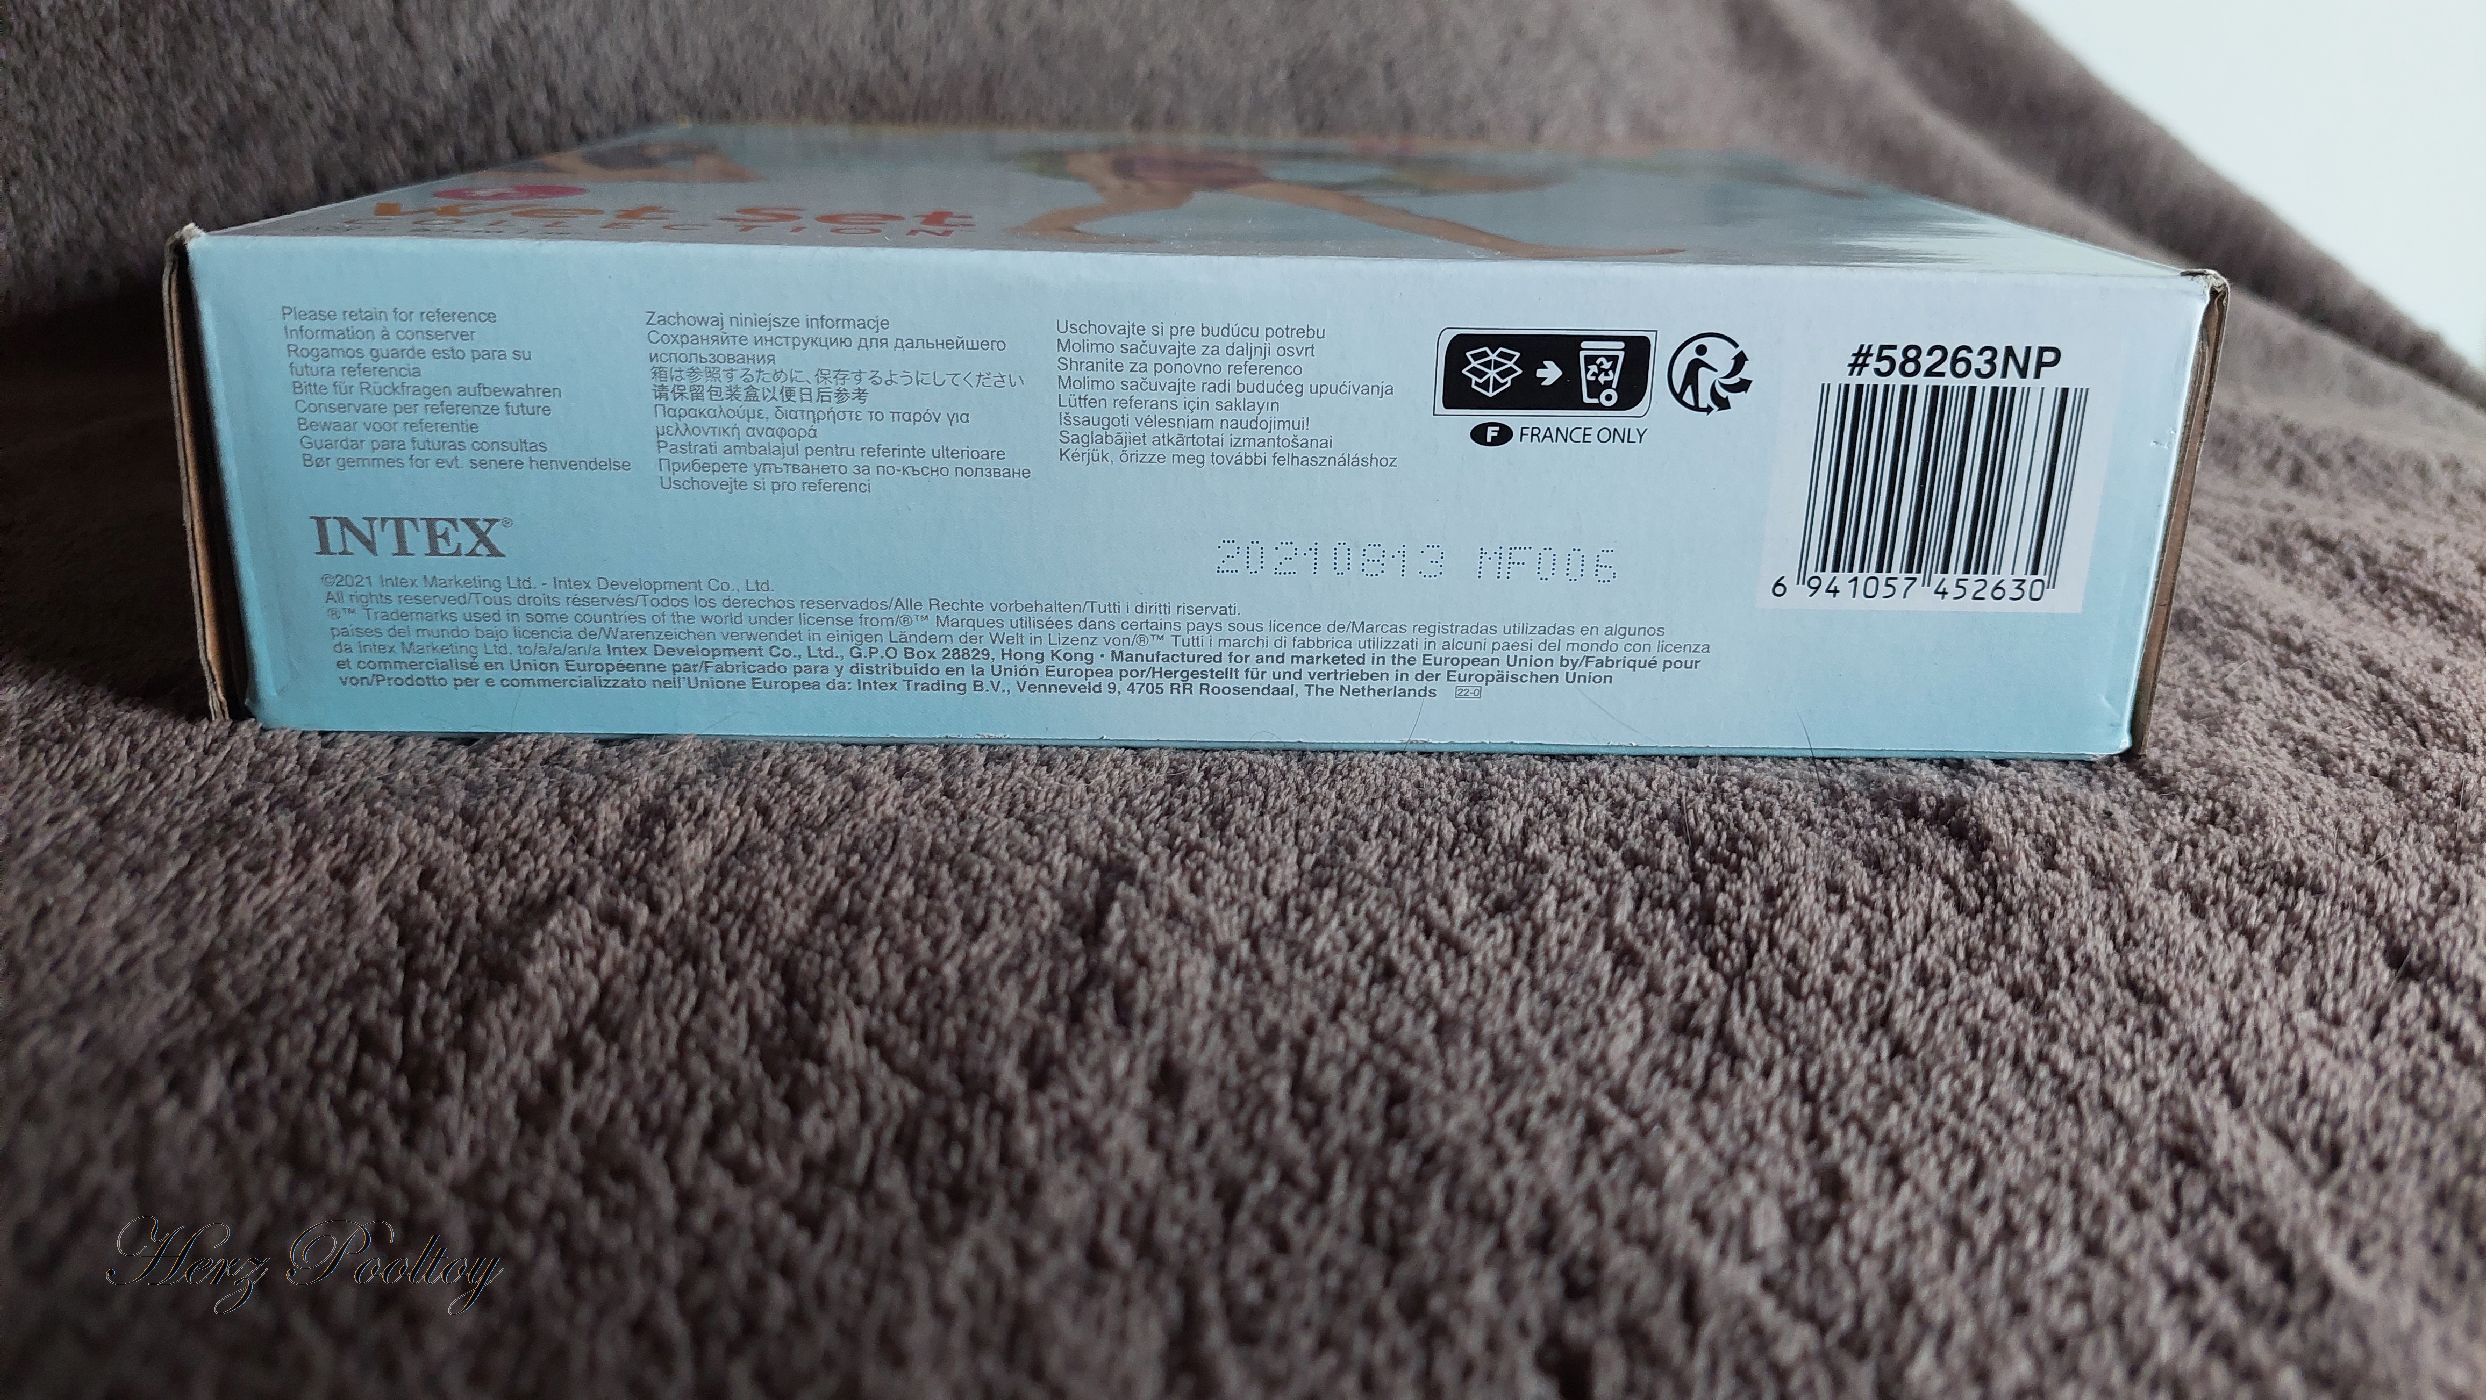 Wet Set
COLLECTION
Please retain for reference
Information à conserver
Rogamos guarde esto para su
futura referencia
Bitte für Rückfragen aufbewahren
Conservare per referenze future
Bewaar voor referentie
Guardar para futuras consultas
Bør gemmes for evt. senere henvendelse
Zachowaj niniejsze informacje
Сохраняйте инструкцию для дальнейшего
использования
箱は参照するために、保存するようにしてください
请保留包装盒以便日后参考
Παρακαλούμε, διατηρήστε το παρόν για
μελλοντική αναφορά
Pastrati ambalajul pentru referinte ulterioare
Приберете упътването за по-късно ползване
Uschovejte si pro referenci
Uschovajte si pre budúcu potrebu
Molimo sačuvajte za daljnji osvrt
Shranite za ponovno referenco
Molimo sačuvajte radi budućeg upućivanja
Lütfen referans için saklayın
Išsaugoti vėlesniam naudojimui!
Saglabājiet atkārtotai izmantošanai
Kérjük, őrizze meg további felhasználáshoz
F FRANCE ONLY
#58263NP
6 941057 452630
INTEX®
20210813 MF006
©2021 Intex Marketing Ltd. - Intex Development Co., Ltd.
All rights reserved/Tous droits réservés/Todos los derechos reservados/Alle Rechte vorbehalten/Tutti i diritti riservati.
®™ Trademarks used in some countries of the world under license from/®™ Marques utilisées dans certains pays sous licence de/Marcas registradas utilizadas en algunos
países del mundo bajo licencia de/Warenzeichen verwendet in einigen Ländern der Welt in Lizenz von/®™ Tutti i marchi di fabbrica utilizzati in alcuni paesi del mondo con licenza
da Intex Marketing Ltd. to/a/a/an/a Intex Development Co., Ltd., G.P.O Box 28829, Hong Kong • Manufactured for and marketed in the European Union by/Fabriqué pour
et commercialisé en Union Européenne par/Fabricado para y distribuido en la Unión Europea por/Hergestellt für und vertrieben in der Europäischen Union
von/Prodotto per e commercializzato nell'Unione Europea da: Intex Trading B.V., Venneveld 9, 4705 RR Roosendaal, The Netherlands 22-0
Herz Pooltoy